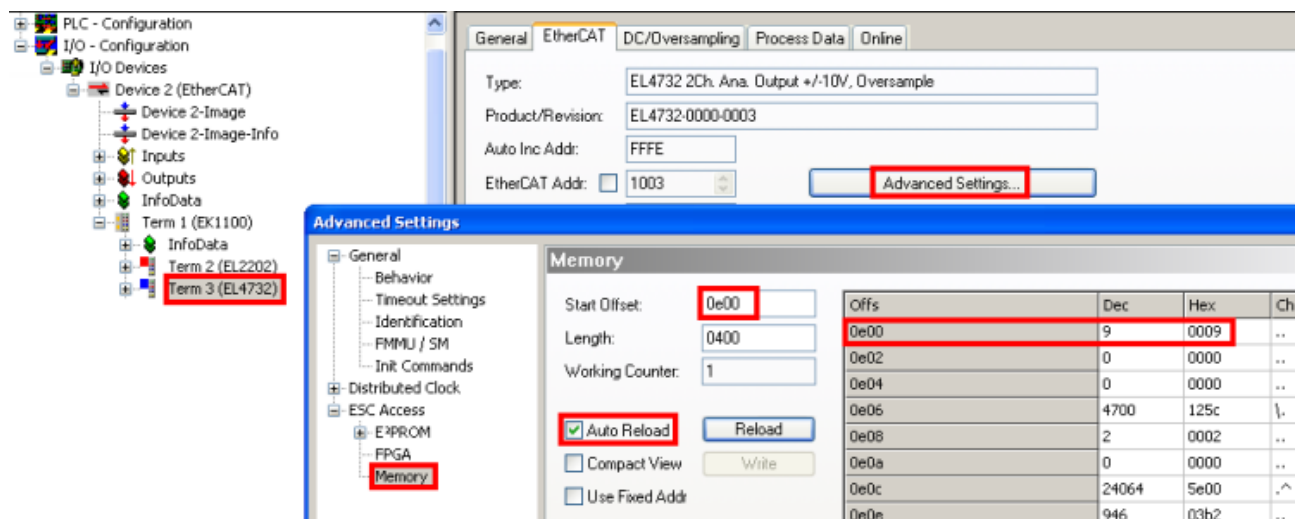 PLC - Configuration
I/O - Configuration
I/O Devices
Device 2 (EtherCAT)
Device 2-Image
Device 2-Image-Info
Inputs
Outputs
InfoData
Term 1 (EK1100)
InfoData
Term 2 (EL2202)
Term 3 (EL4732)
General EtherCAT DC/Oversampling Process Data Online
Type: EL4732 2Ch. Ana. Output +/-10V, Oversample
Product/Revision: EL4732-0000-0003
Auto Inc Addr: FFFE
EtherCAT Addr: 1003 Advanced Settings...
Advanced Settings
General
Behavior
Timeout Settings
Identification
FMMU / SM
Init Commands
Distributed Clock
ESC Access
E²PROM
FPGA
Memory
Memory
Start Offset: 0e00
Length: 0400
Working Counter: 1
Auto Reload Reload
Compact View Write
Use Fixed Addr
Offs Dec Hex Ch
0e00 9 0009 ..
0e02 0 0000 ..
0e04 0 0000 ..
0e06 4700 125c \.
0e08 2 0002 ..
0e0a 0 0000 ..
0e0c 24064 5e00 .^
0e0e 946 03b2 ..